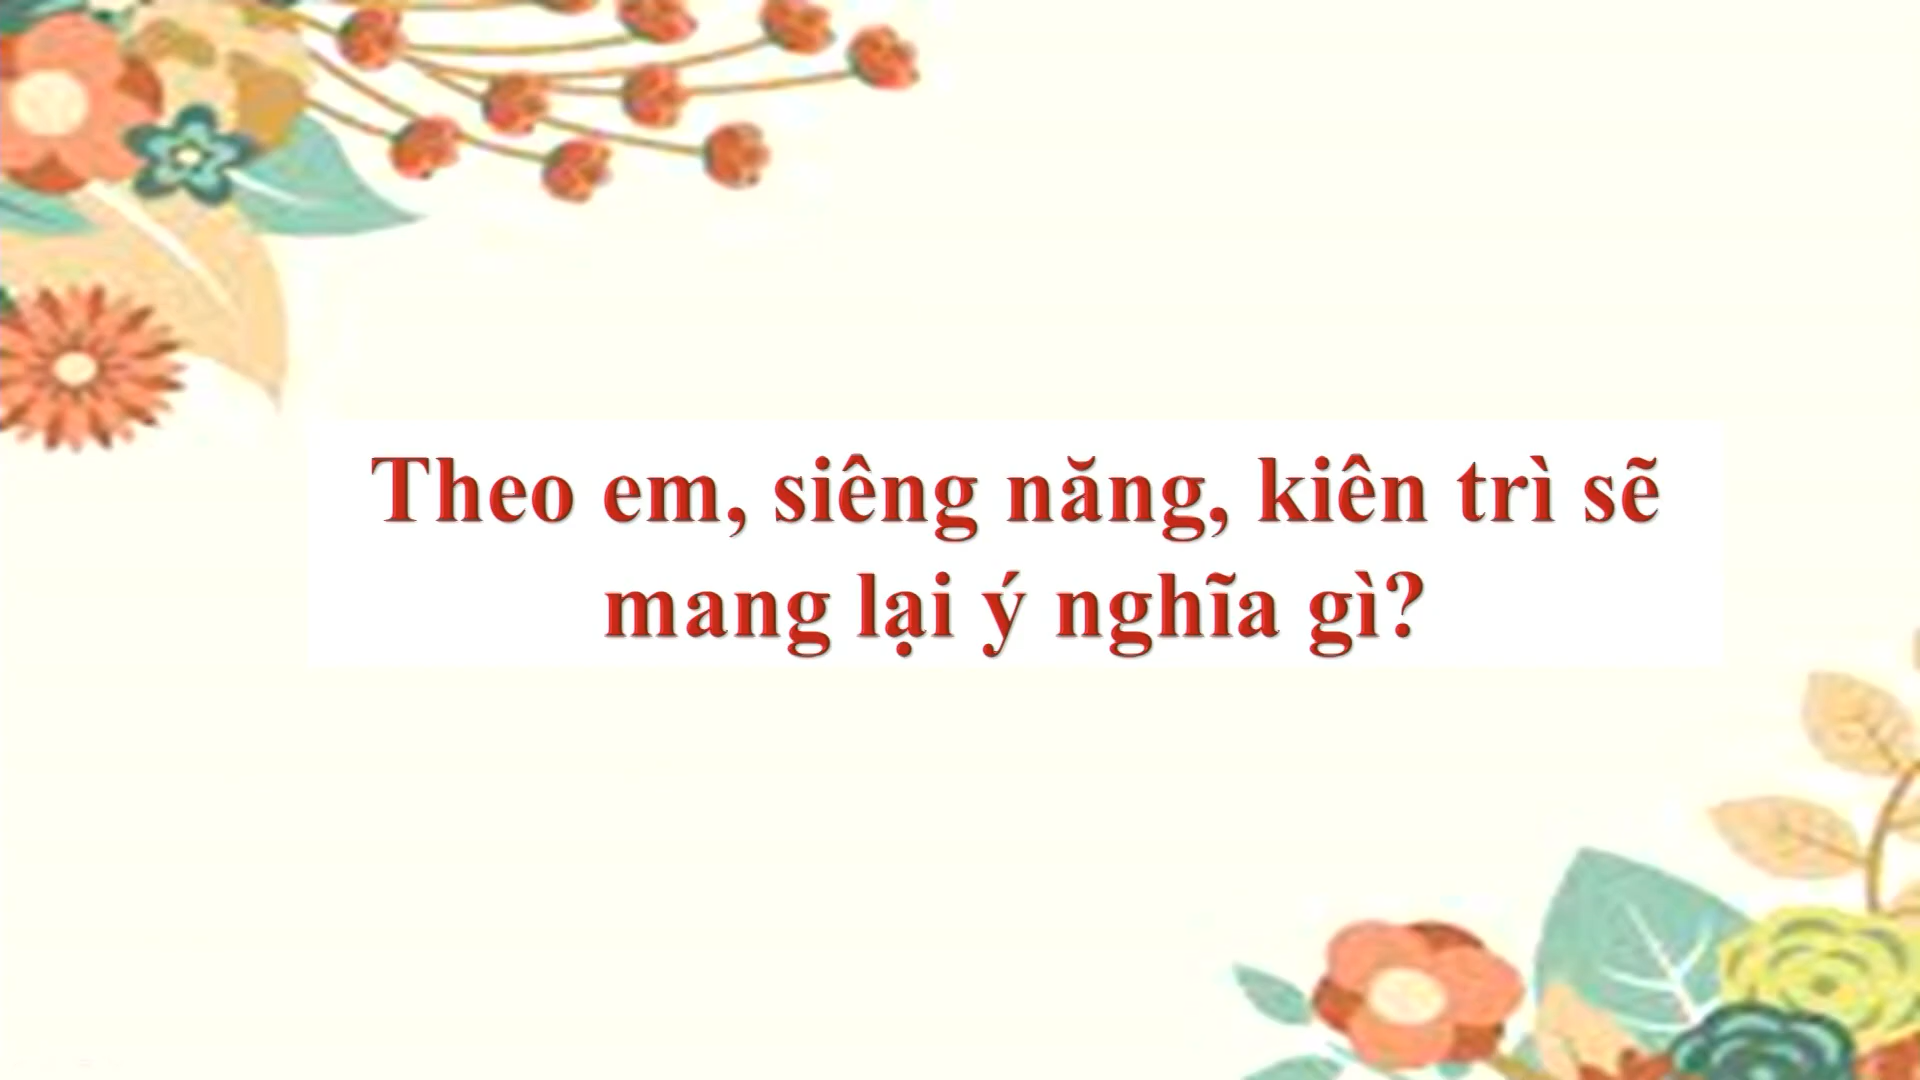 Theo em, siêng năng, kiên trì sẽ
mang lại ý nghĩa gì?